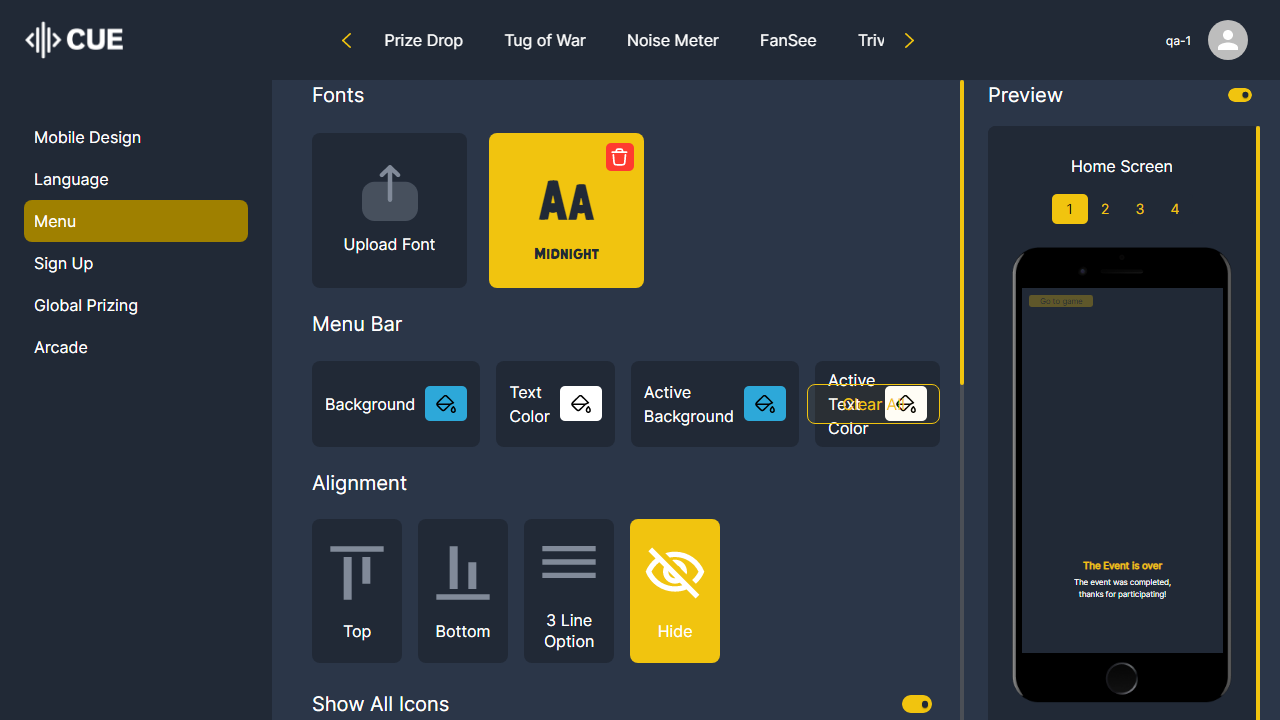 CUE
Prize Drop
Tug of War
Noise Meter
FanSee
Triv
qa-1
Mobile Design
Language
Menu
Sign Up
Global Prizing
Arcade
Fonts
Upload Font
AA
MIDNIGHT
Menu Bar
Background
Text
Color
Active
Background
Active
Text
Color
Clear All
Alignment
Top
Bottom
3 Line
Option
Hide
Show All Icons
Preview
Home Screen
1 2 3 4
Go to game
The Event is over
The event was completed,
thanks for participating!